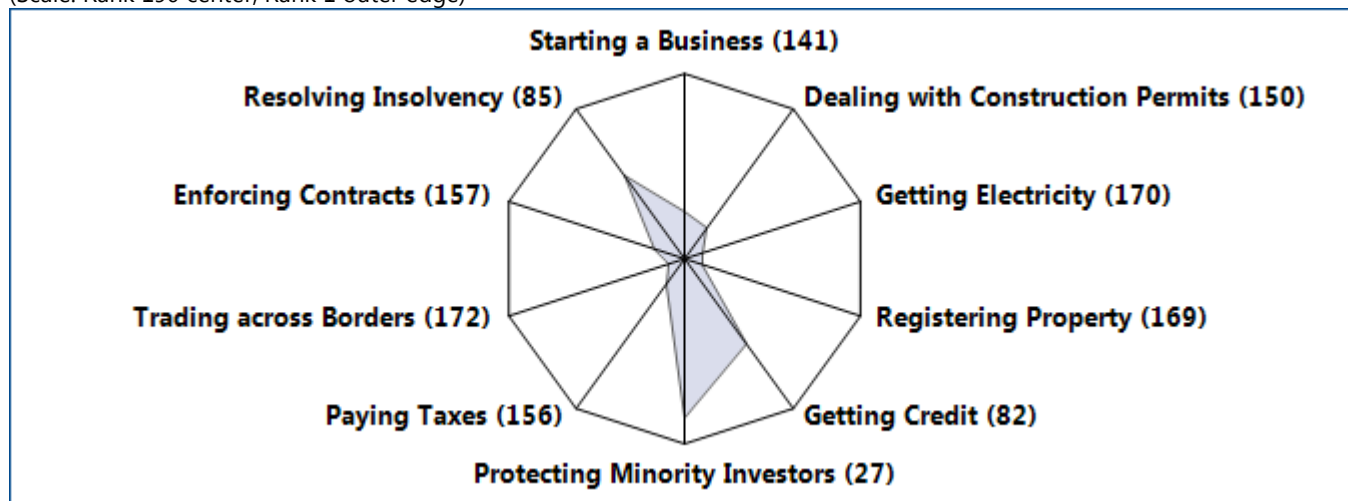 Starting a Business (141)
Resolving Insolvency (85)
Dealing with Construction Permits (150)
Enforcing Contracts (157)
Getting Electricity (170)
Trading across Borders (172)
Registering Property (169)
Paying Taxes (156)
Getting Credit (82)
Protecting Minority Investors (27)